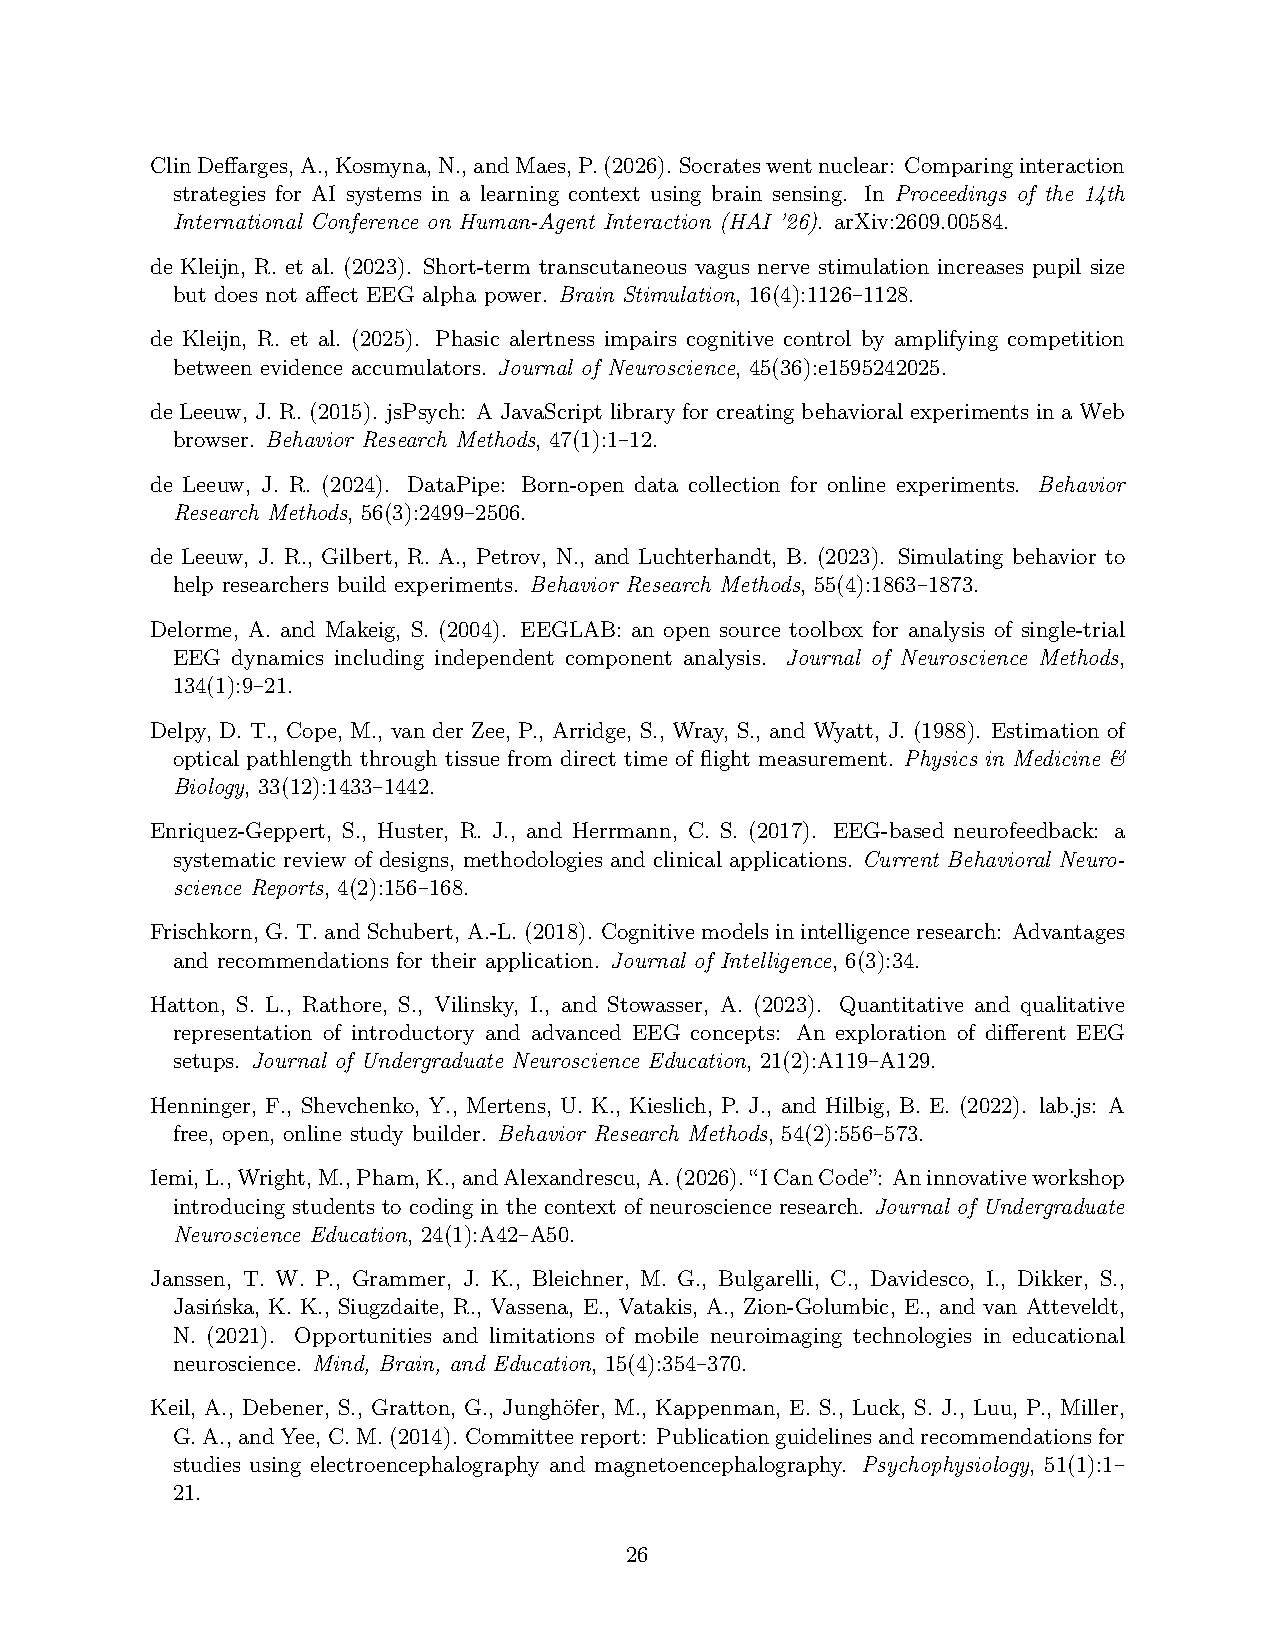 Clin Deffarges, A., Kosmyna, N., and Maes, P. (2026). Socrates went nuclear: Comparing interaction
strategies for AI systems in a learning context using brain sensing. In Proceedings of the 14th
International Conference on Human-Agent Interaction (HAI ’26). arXiv:2609.00584.
de Kleijn, R. et al. (2023). Short-term transcutaneous vagus nerve stimulation increases pupil size
but does not affect EEG alpha power. Brain Stimulation, 16(4):1126–1128.
de Kleijn, R. et al. (2025). Phasic alertness impairs cognitive control by amplifying competition
between evidence accumulators. Journal of Neuroscience, 45(36):e1595242025.
de Leeuw, J. R. (2015). jsPsych: A JavaScript library for creating behavioral experiments in a Web
browser. Behavior Research Methods, 47(1):1–12.
de Leeuw, J. R. (2024). DataPipe: Born-open data collection for online experiments. Behavior
Research Methods, 56(3):2499–2506.
de Leeuw, J. R., Gilbert, R. A., Petrov, N., and Luchterhandt, B. (2023). Simulating behavior to
help researchers build experiments. Behavior Research Methods, 55(4):1863–1873.
Delorme, A. and Makeig, S. (2004). EEGLAB: an open source toolbox for analysis of single-trial
EEG dynamics including independent component analysis. Journal of Neuroscience Methods,
134(1):9–21.
Delpy, D. T., Cope, M., van der Zee, P., Arridge, S., Wray, S., and Wyatt, J. (1988). Estimation of
optical pathlength through tissue from direct time of flight measurement. Physics in Medicine &
Biology, 33(12):1433–1442.
Enriquez-Geppert, S., Huster, R. J., and Herrmann, C. S. (2017). EEG-based neurofeedback: a
systematic review of designs, methodologies and clinical applications. Current Behavioral Neuro-
science Reports, 4(2):156–168.
Frischkorn, G. T. and Schubert, A.-L. (2018). Cognitive models in intelligence research: Advantages
and recommendations for their application. Journal of Intelligence, 6(3):34.
Hatton, S. L., Rathore, S., Vilinsky, I., and Stowasser, A. (2023). Quantitative and qualitative
representation of introductory and advanced EEG concepts: An exploration of different EEG
setups. Journal of Undergraduate Neuroscience Education, 21(2):A119–A129.
Henninger, F., Shevchenko, Y., Mertens, U. K., Kieslich, P. J., and Hilbig, B. E. (2022). lab.js: A
free, open, online study builder. Behavior Research Methods, 54(2):556–573.
Iemi, L., Wright, M., Pham, K., and Alexandrescu, A. (2026). “I Can Code”: An innovative workshop
introducing students to coding in the context of neuroscience research. Journal of Undergraduate
Neuroscience Education, 24(1):A42–A50.
Janssen, T. W. P., Grammer, J. K., Bleichner, M. G., Bulgarelli, C., Davidesco, I., Dikker, S.,
Jasińska, K. K., Siugzdaite, R., Vassena, E., Vatakis, A., Zion-Golumbic, E., and van Atteveldt,
N. (2021). Opportunities and limitations of mobile neuroimaging technologies in educational
neuroscience. Mind, Brain, and Education, 15(4):354–370.
Keil, A., Debener, S., Gratton, G., Junghöfer, M., Kappenman, E. S., Luck, S. J., Luu, P., Miller,
G. A., and Yee, C. M. (2014). Committee report: Publication guidelines and recommendations for
studies using electroencephalography and magnetoencephalography. Psychophysiology, 51(1):1–
21.
26